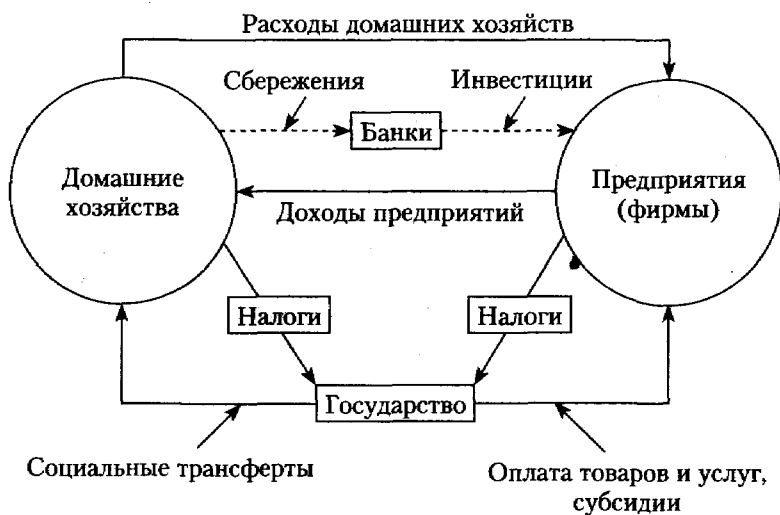 Расходы домашних хозяйств
Сбережения
Инвестиции
Банки
Домашние
хозяйства
Предприятия
(фирмы)
Доходы предприятий
Налоги
Налоги
Государство
Социальные трансферты
Оплата товаров и услуг,
субсидии